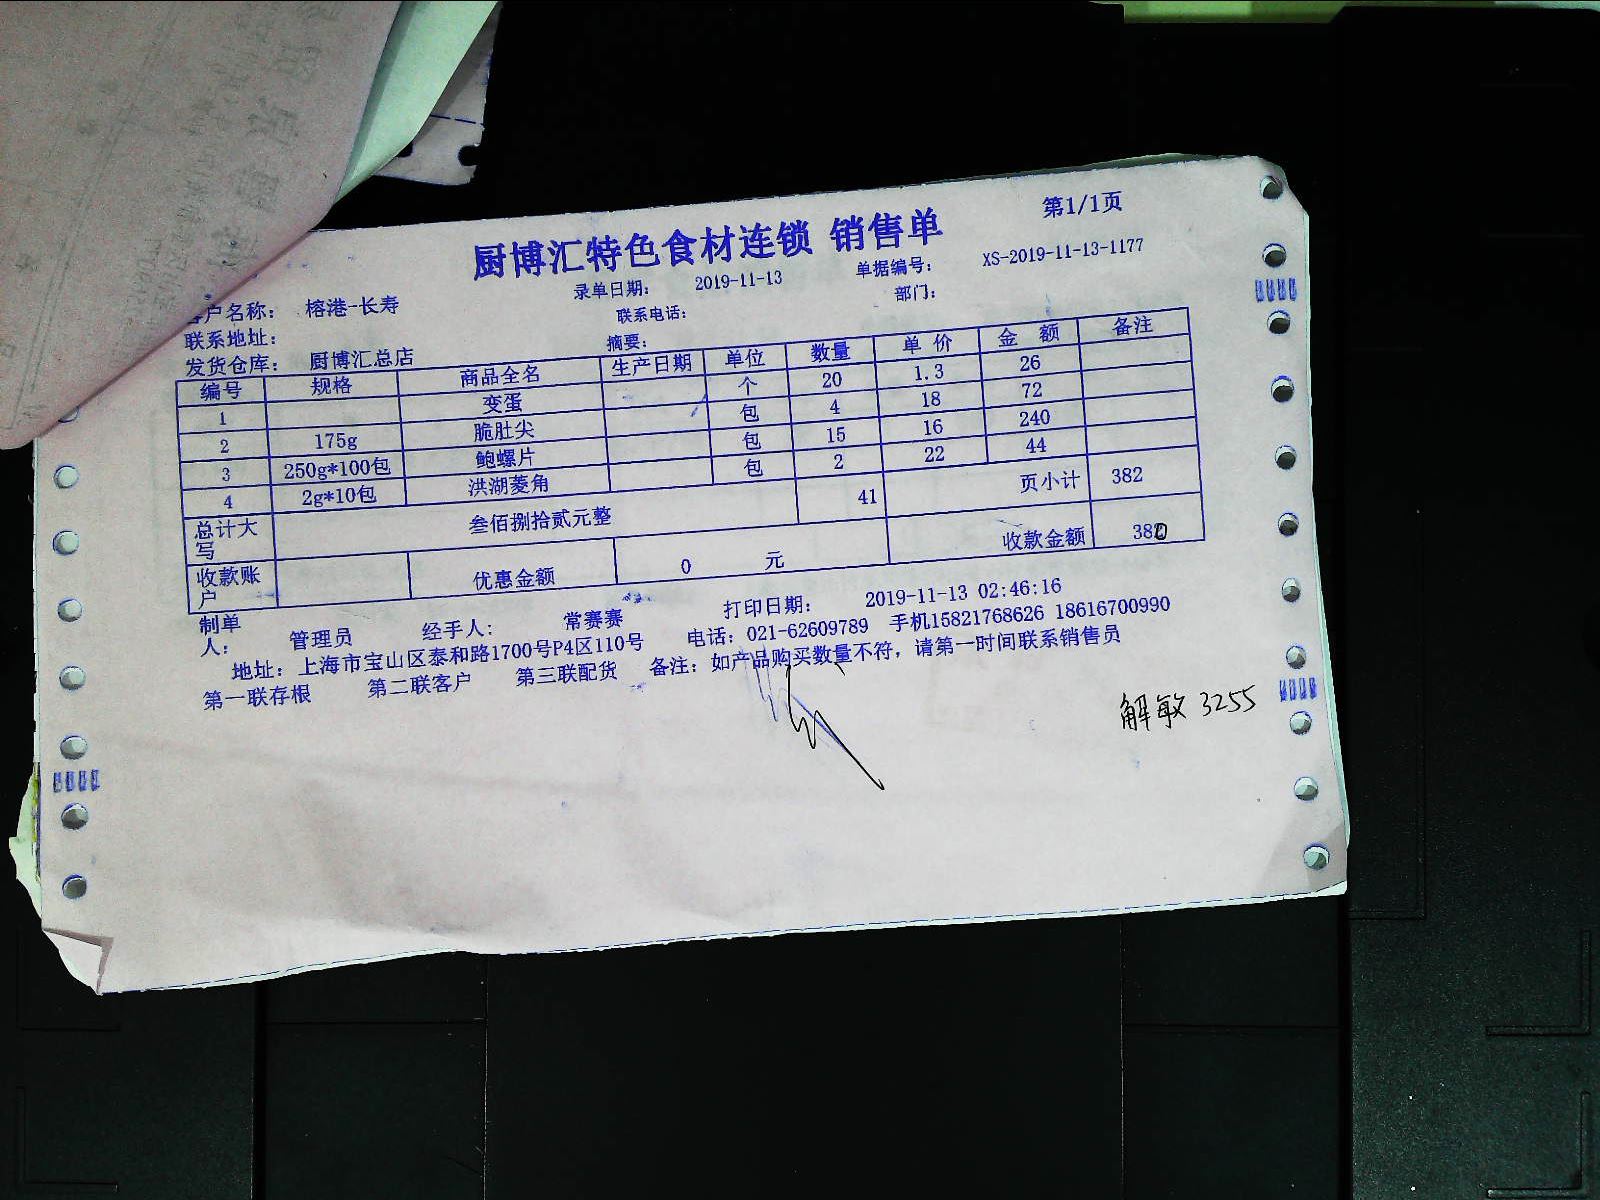 第1/1页
厨博汇特色食材连锁 销售单
录单日期: 2019-11-13 单据编号: XS-2019-11-13-1177
客户名称: 榕港-长寿 联系电话: 部门:
联系地址:
发货仓库: 厨博汇总店 摘要:
编号 规格 商品全名 生产日期 单位 数量 单价 金额 备注
1 变蛋 个 20 1.3 26
2 175g 脆肚尖 包 4 18 72
3 250g*100包 鲍螺片 包 15 16 240
4 2g*10包 洪湖菱角 包 2 22 44
总计大写 叁佰捌拾贰元整 41 页小计 382
收款账户 优惠金额 0 元 收款金额 380
制单人: 管理员 经手人: 常赛赛 打印日期: 2019-11-13 02:46:16
地址: 上海市宝山区泰和路1700号P4区110号 电话: 021-62609789 手机15821768626 18616700990
第一联存根 第二联客户 第三联配货 备注: 如产品购买数量不符, 请第一时间联系销售员
解敏 3255